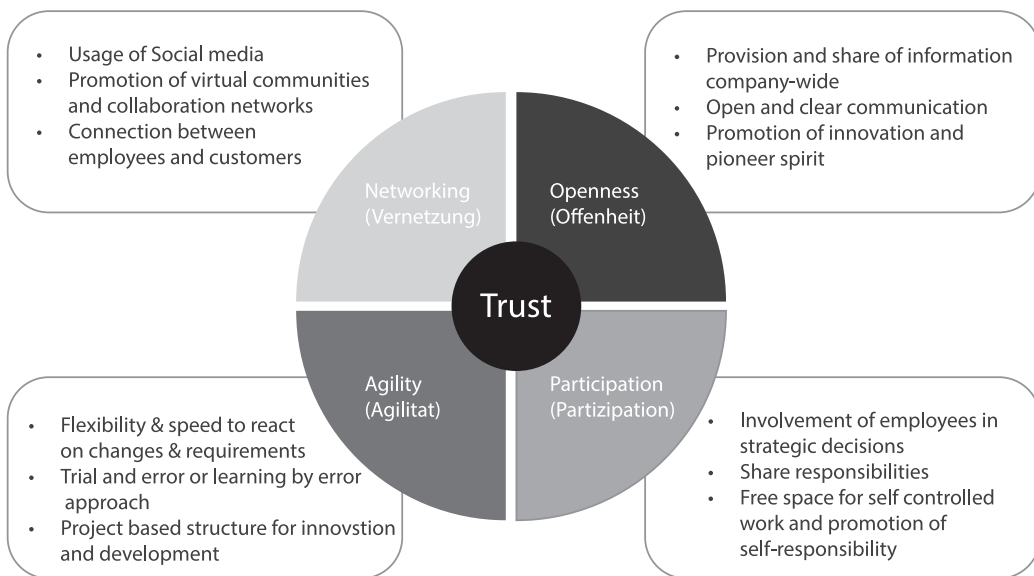 • Usage of Social media
• Promotion of virtual communities
and collaboration networks
• Connection between
employees and customers
• Provision and share of information
company-wide
• Open and clear communication
• Promotion of innovation and
pioneer spirit
Networking
(Vernetzung)
Openness
(Offenheit)
Trust
Agility
(Agilitat)
Participation
(Partizipation)
• Flexibility & speed to react
on changes & requirements
• Trial and error or learning by error
approach
• Project based structure for innovstion
and development
• Involvement of employees in
strategic decisions
• Share responsibilities
• Free space for self controlled
work and promotion of
self-responsibility